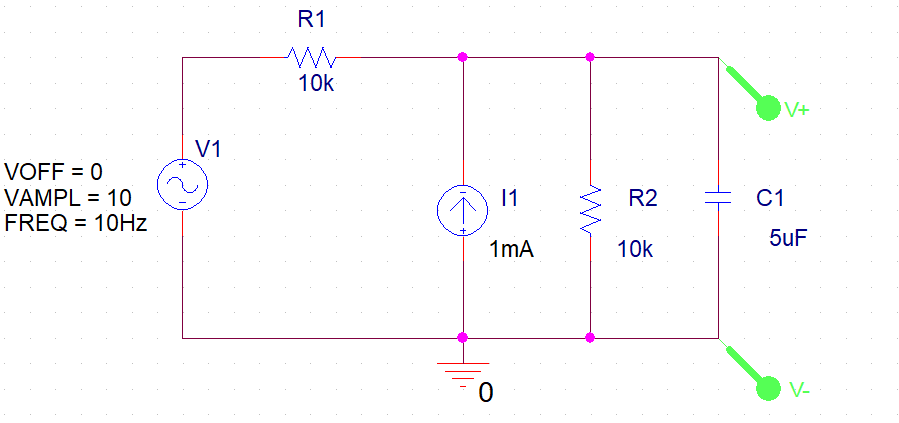 R1
10k
V+
V1
+
-
VOFF = 0
VAMPL = 10
FREQ = 10Hz
-
+
I1
1mA
R2
10k
C1
5uF
0
V-